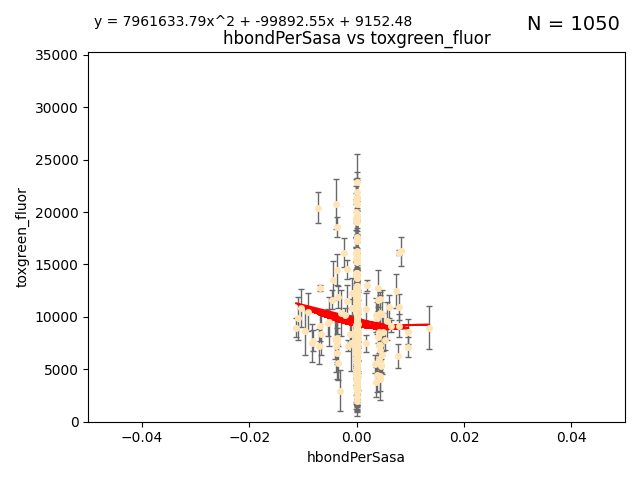 y = 7961633.79x^2 + -99892.55x + 9152.48
N = 1050
hbondPerSasa vs toxgreen_fluor
35000
30000
25000
20000
15000
10000
5000
0
toxgreen_fluor
−0.04
−0.02
0.00
0.02
0.04
hbondPerSasa